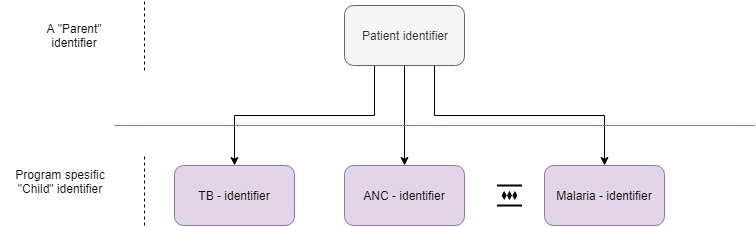 A "Parent"
identifier
Patient identifier
Program spesific
"Child" identifier
TB - identifier
ANC - identifier
Malaria - identifier